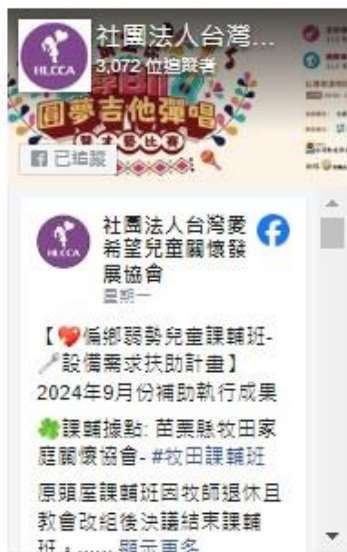 HLCCA
社團法人台灣...
3,072 位追蹤者
圓夢吉他彈唱
才藝比賽
已追蹤
HLCCA
社團法人台灣愛
希望兒童關懷發
展協會
星期一
【❤️偏鄉弱勢兒童課輔班-
🎤設備需求扶助計畫】
2024年9月份補助執行成果
🍀課輔據點: 苗栗縣牧田家
庭關懷協會- #牧田課輔班
原頭屋課輔班因牧師退休且
教會改組後決議結束課輔
班，...... 顯示更多